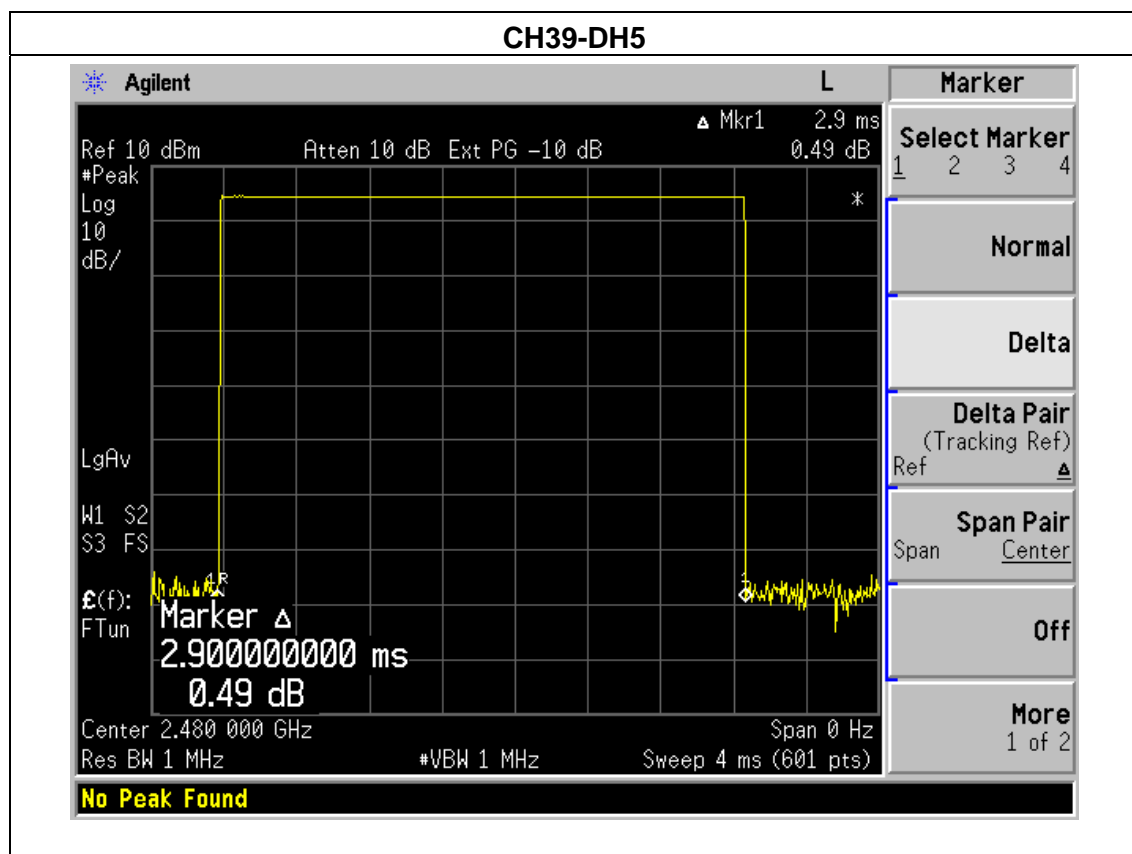 CH39-DH5
Agilent L
Δ Mkr1 2.9 ms
Ref 10 dBm Atten 10 dB Ext PG -10 dB 0.49 dB
#Peak
Log
10
dB/
*
LgAv
W1 S2
S3 FS
£(f):
FTun
1R
1
Marker Δ
2.900000000 ms
0.49 dB
Center 2.480 000 GHz Span 0 Hz
Res BW 1 MHz #VBW 1 MHz Sweep 4 ms (601 pts)
No Peak Found
Marker
Select Marker
1 2 3 4
Normal
Delta
Delta Pair
(Tracking Ref)
Ref Δ
Span Pair
Span Center
Off
More
1 of 2